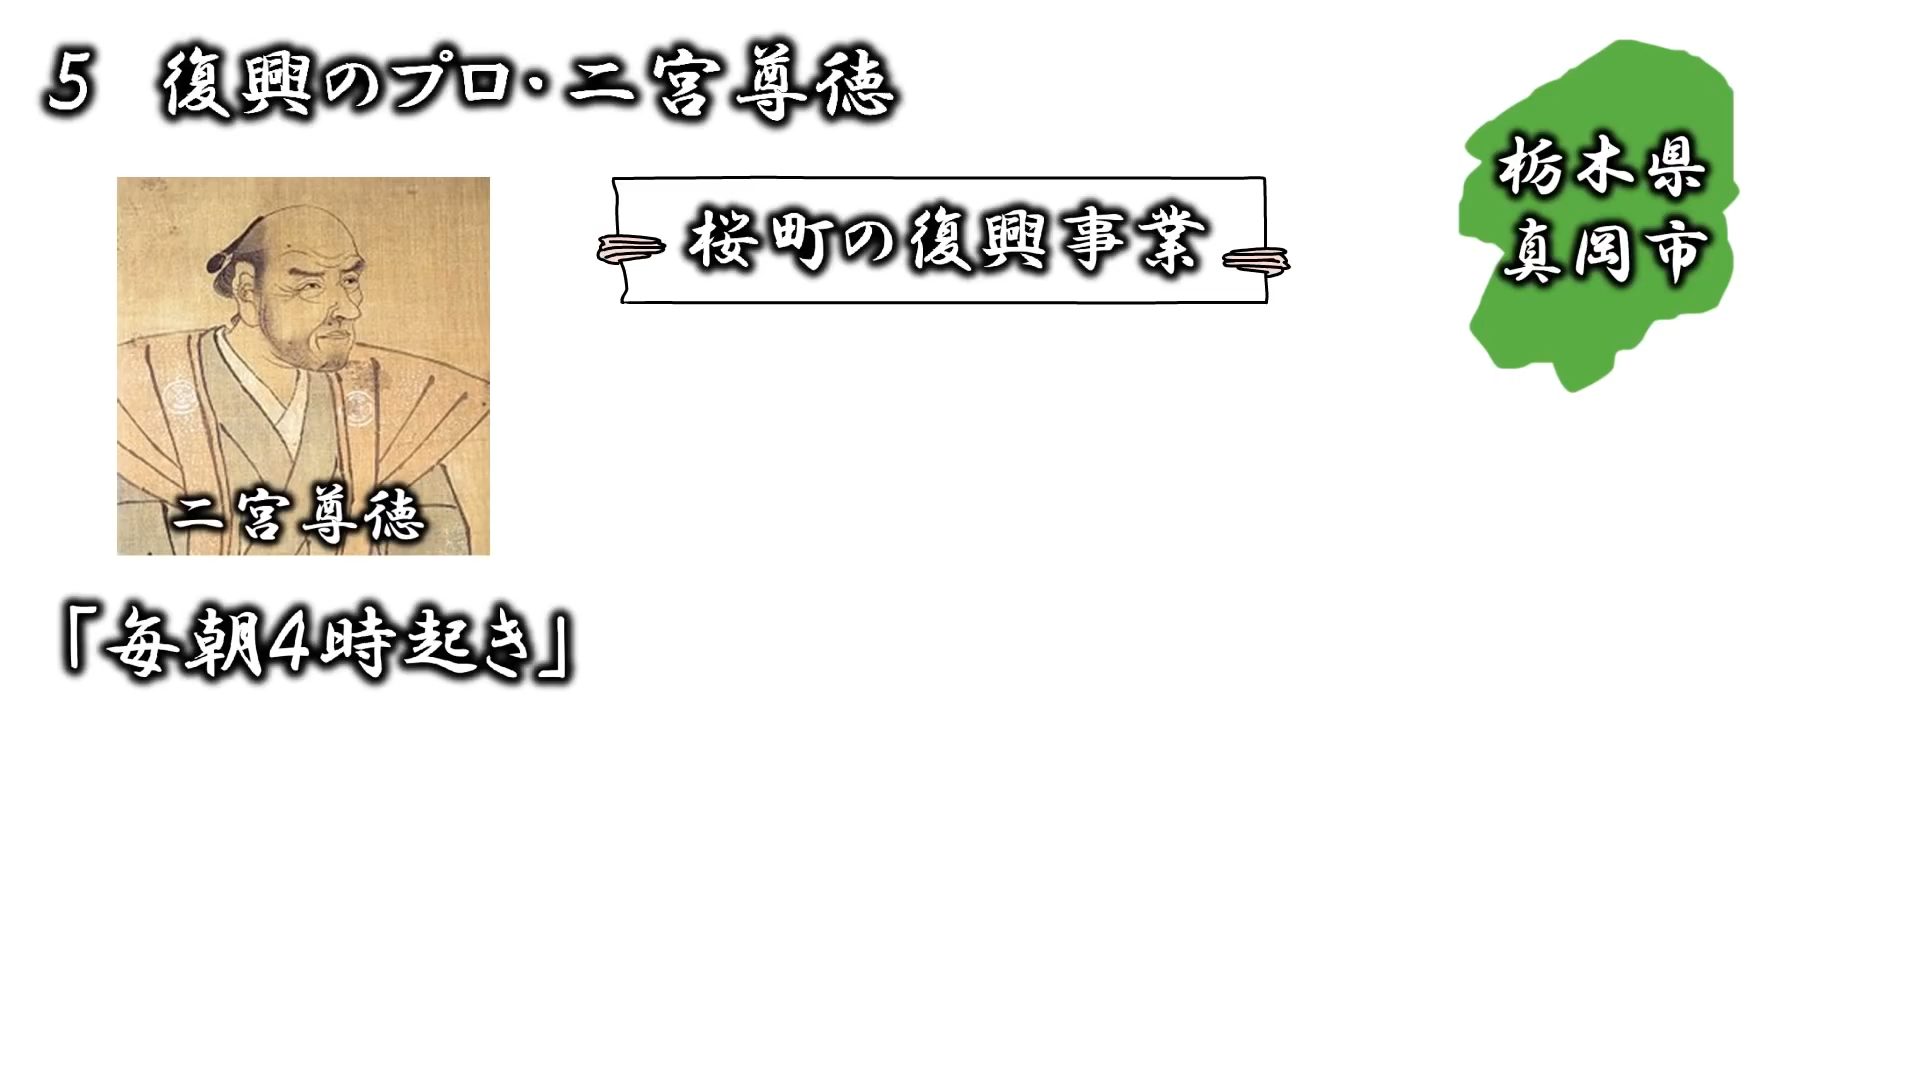 5 復興のプロ・二宮尊徳
桜町の復興事業
栃木県
真岡市
二宮尊徳
「毎朝4時起き」